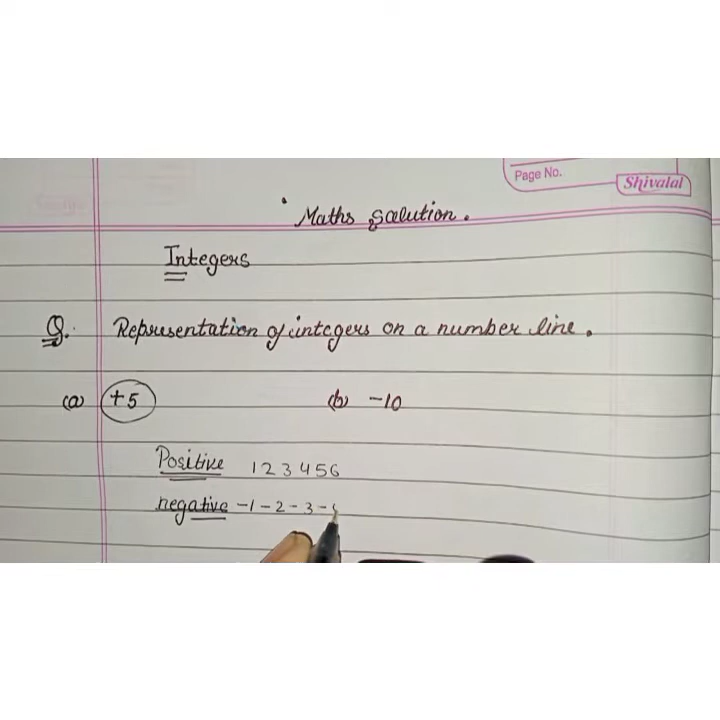 Page No.
Shivalal
Maths Salution.
Integers
Q. Representation of integers on a number line.
(a) +5 (b) -10
Positive 1 2 3 4 5 6
negative -1 -2 -3 -